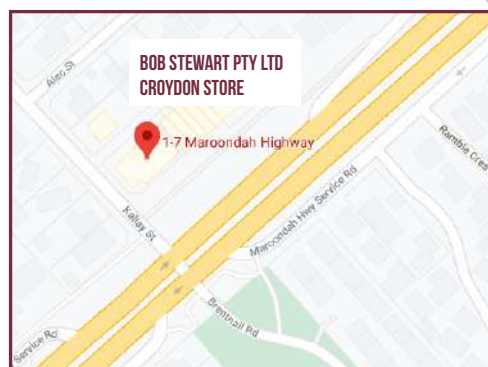 BOB STEWART PTY LTD
CROYDON STORE
Alec St
1-7 Maroondah Highway
Ramble Cres
Kallay St
Maroondah Hwy Service Rd
Brentnall Rd
Service Rd